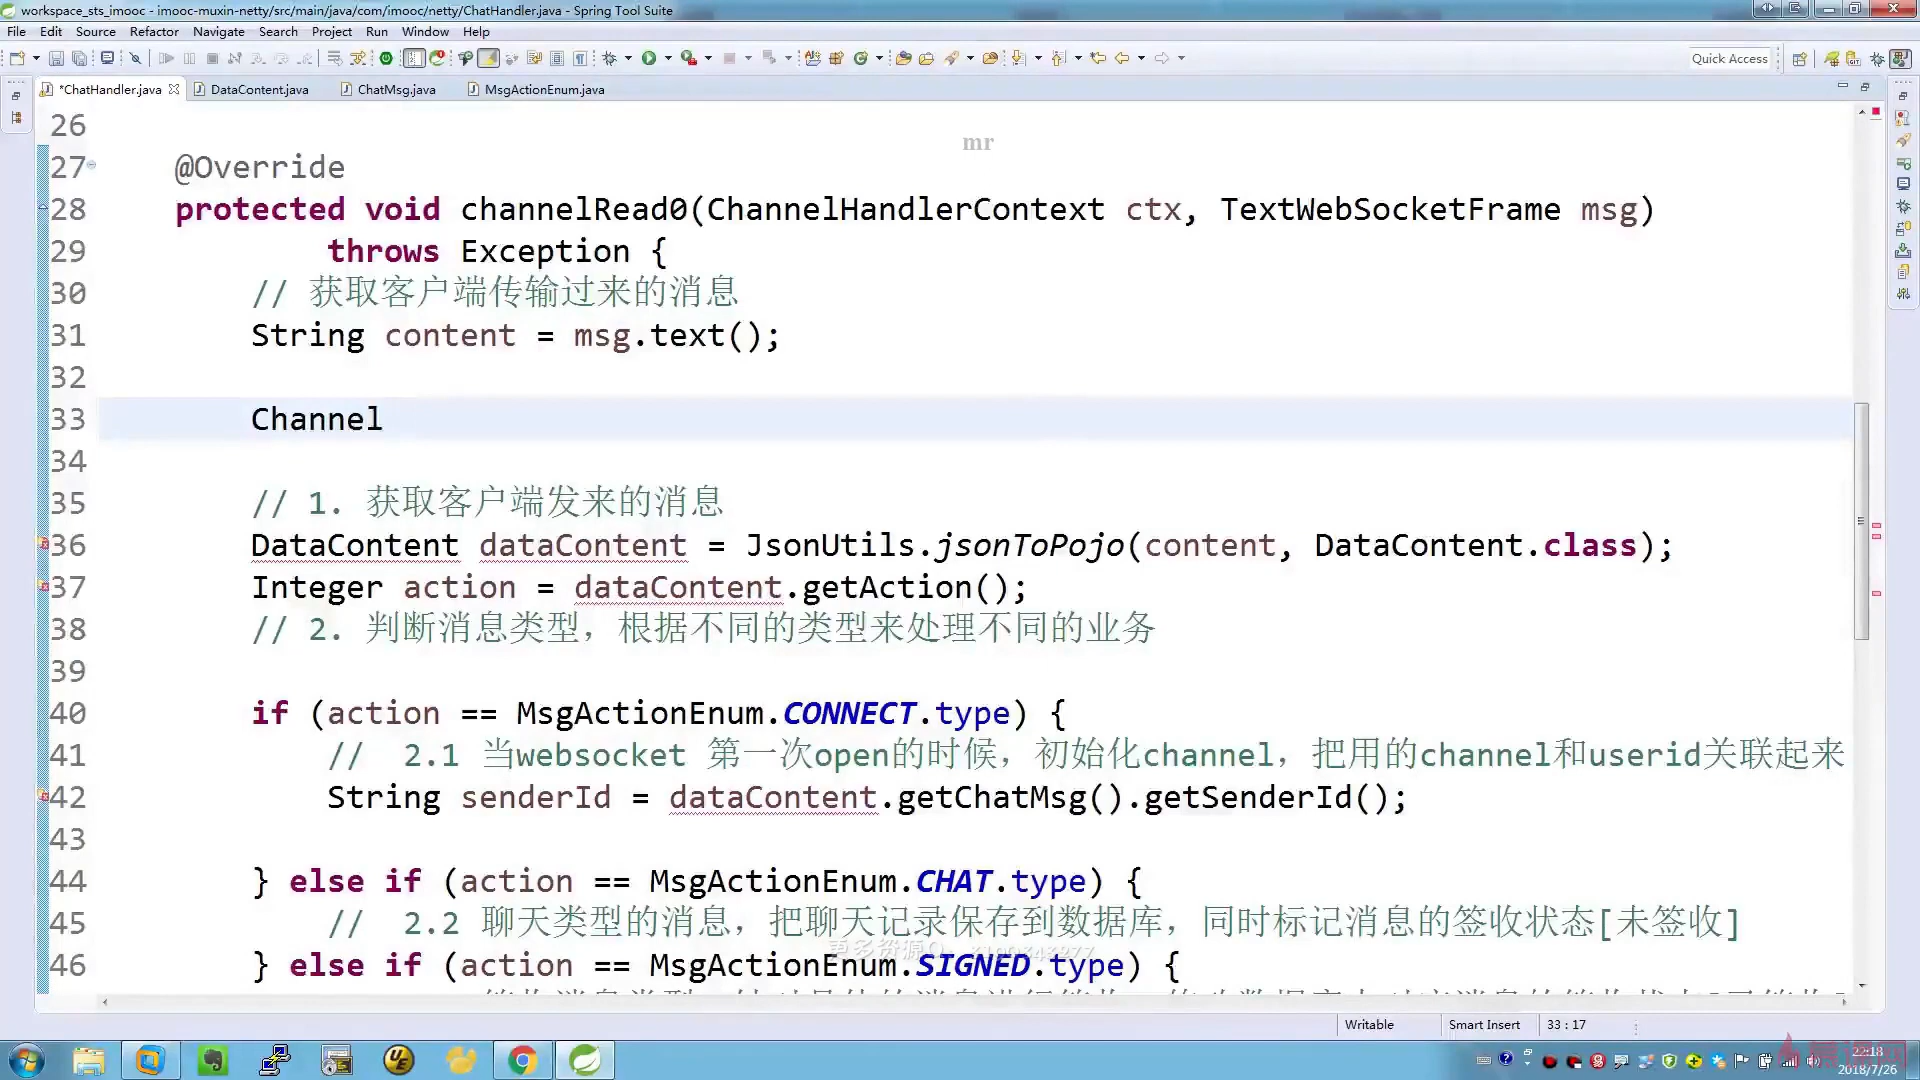 workspace_sts_imooc - imooc-muxin-netty/src/main/java/com/imooc/netty/ChatHandler.java - Spring Tool Suite
File Edit Source Refactor Navigate Search Project Run Window Help
Quick Access
*ChatHandler.java DataContent.java ChatMsg.java MsgActionEnum.java
mr
26
27 @Override
28 protected void channelRead0(ChannelHandlerContext ctx, TextWebSocketFrame msg)
29 throws Exception {
30 // 获取客户端传输过来的消息
31 String content = msg.text();
32
33 Channel
34
35 // 1. 获取客户端发来的消息
36 DataContent dataContent = JsonUtils.jsonToPojo(content, DataContent.class);
37 Integer action = dataContent.getAction();
38 // 2. 判断消息类型，根据不同的类型来处理不同的业务
39
40 if (action == MsgActionEnum.CONNECT.type) {
41 // 2.1 当websocket 第一次open的时候，初始化channel，把用的channel和userid关联起来
42 String senderId = dataContent.getChatMsg().getSenderId();
43
44 } else if (action == MsgActionEnum.CHAT.type) {
45 // 2.2 聊天类型的消息，把聊天记录保存到数据库，同时标记消息的签收状态[未签收]
46 } else if (action == MsgActionEnum.SIGNED.type) {
Writable Smart Insert 33 : 17
22:18
2018/7/26